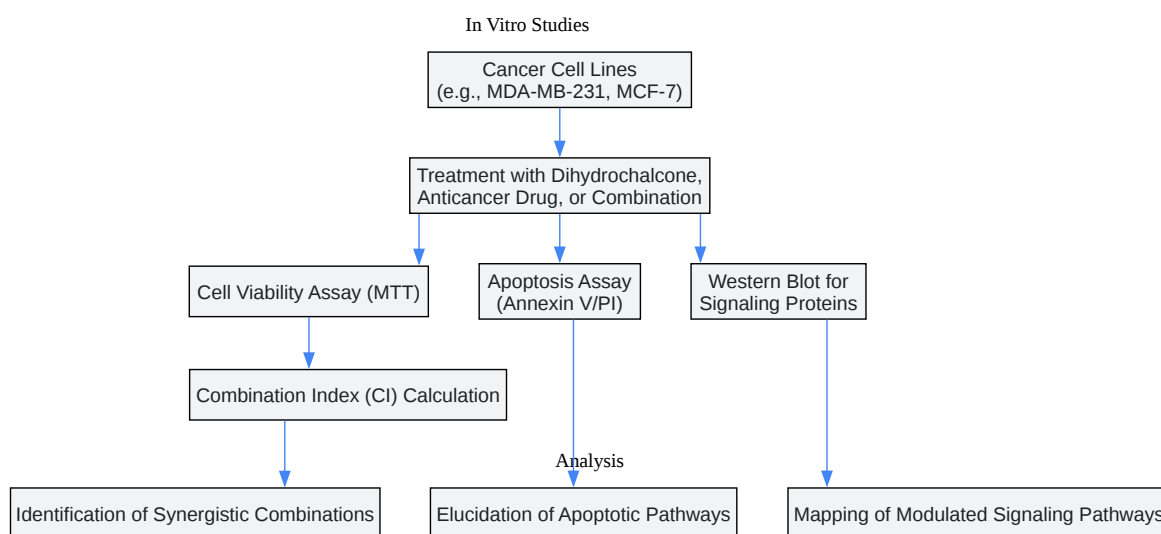 In Vitro Studies
Cancer Cell Lines
(e.g., MDA-MB-231, MCF-7)
Treatment with Dihydrochalcone,
Anticancer Drug, or Combination
Cell Viability Assay (MTT)
Apoptosis Assay
(Annexin V/PI)
Western Blot for
Signaling Proteins
Combination Index (CI) Calculation
Analysis
Identification of Synergistic Combinations
Elucidation of Apoptotic Pathways
Mapping of Modulated Signaling Pathways